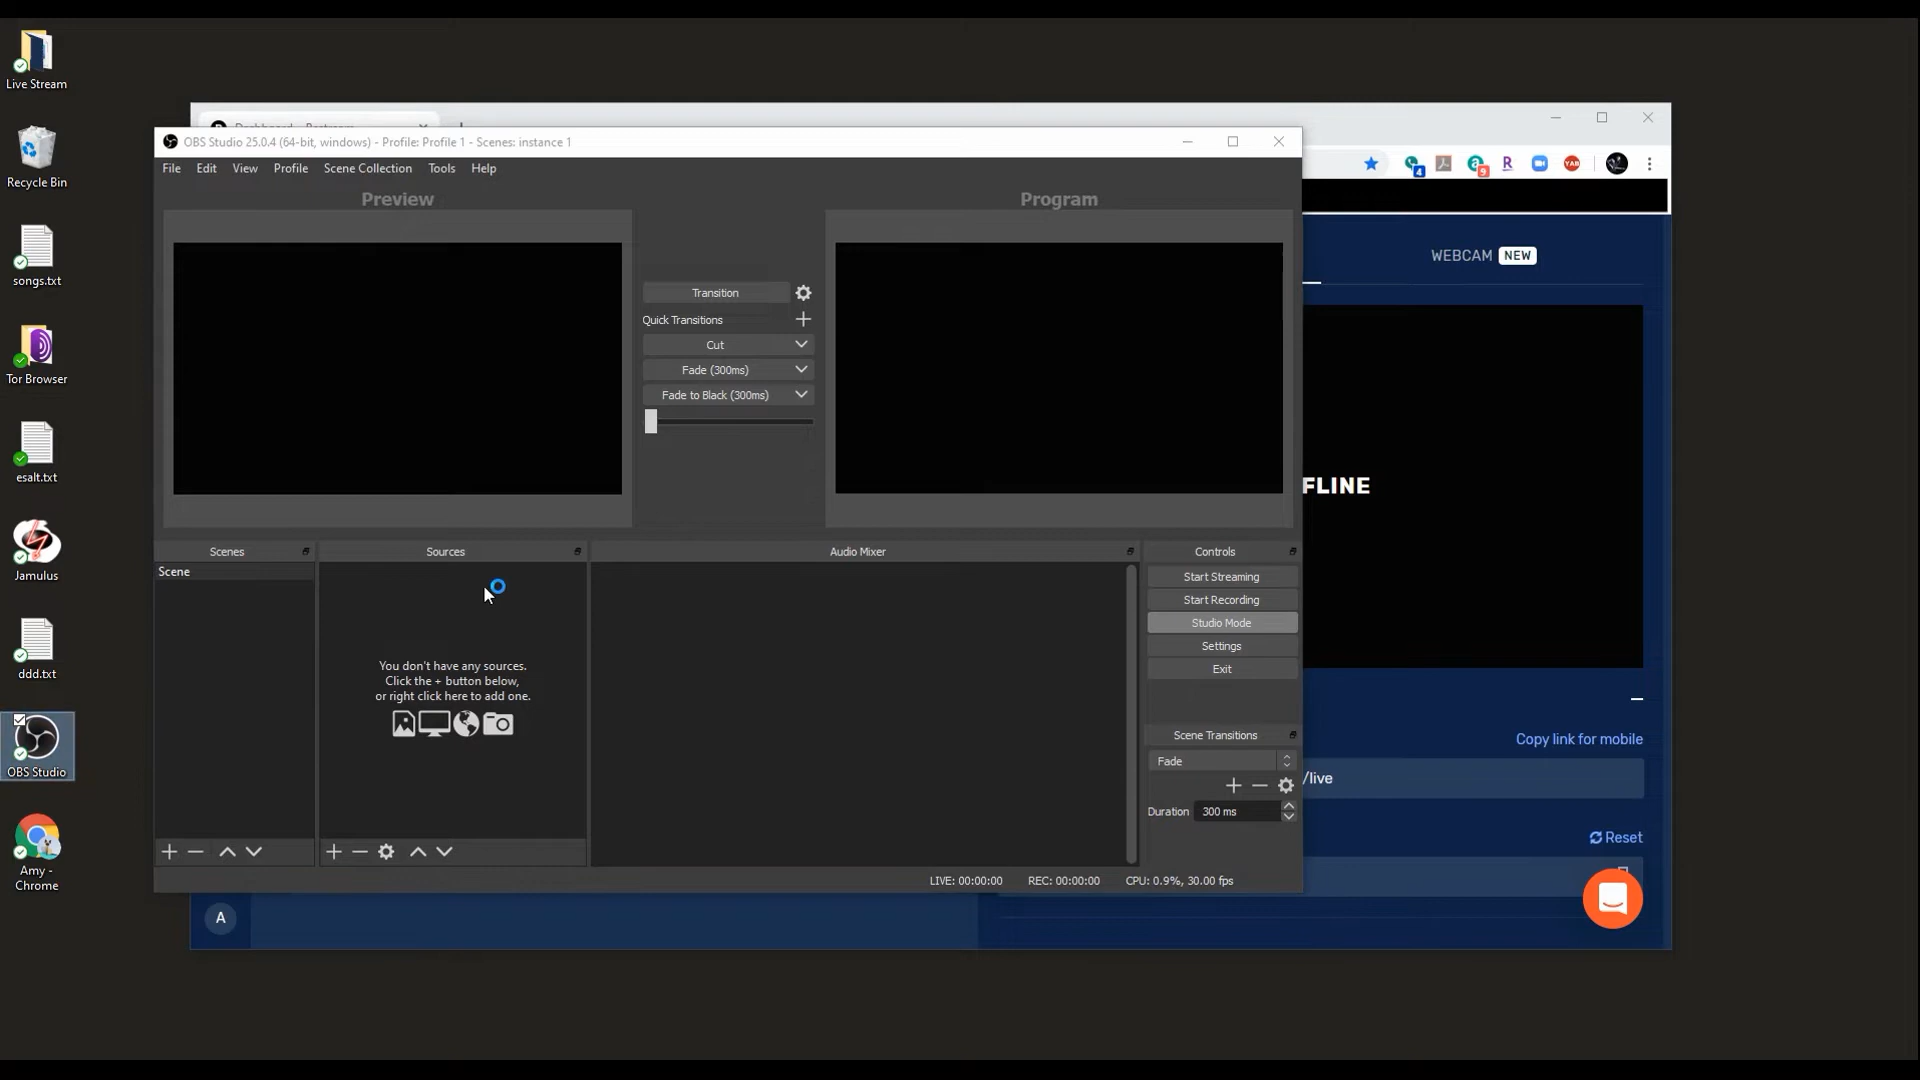 Live Stream
Recycle Bin
songs.txt
Tor Browser
esalt.txt
Jamulus
ddd.txt
OBS Studio
Amy -
Chrome
Dashboard - Restream
OBS Studio 25.0.4 (64-bit, windows) - Profile: Profile 1 - Scenes: instance 1
File Edit View Profile Scene Collection Tools Help
Preview
Program
Transition
Quick Transitions
Cut
Fade (300ms)
Fade to Black (300ms)
Scenes
Scene
Sources
You don't have any sources.
Click the + button below,
or right click here to add one.
Audio Mixer
Controls
Start Streaming
Start Recording
Studio Mode
Settings
Exit
Scene Transitions
Fade
Duration 300 ms
LIVE: 00:00:00 REC: 00:00:00 CPU: 0.9%, 30.00 fps
4
a
9
R
YAB
WEBCAM NEW
FLINE
Copy link for mobile
/live
Reset
A